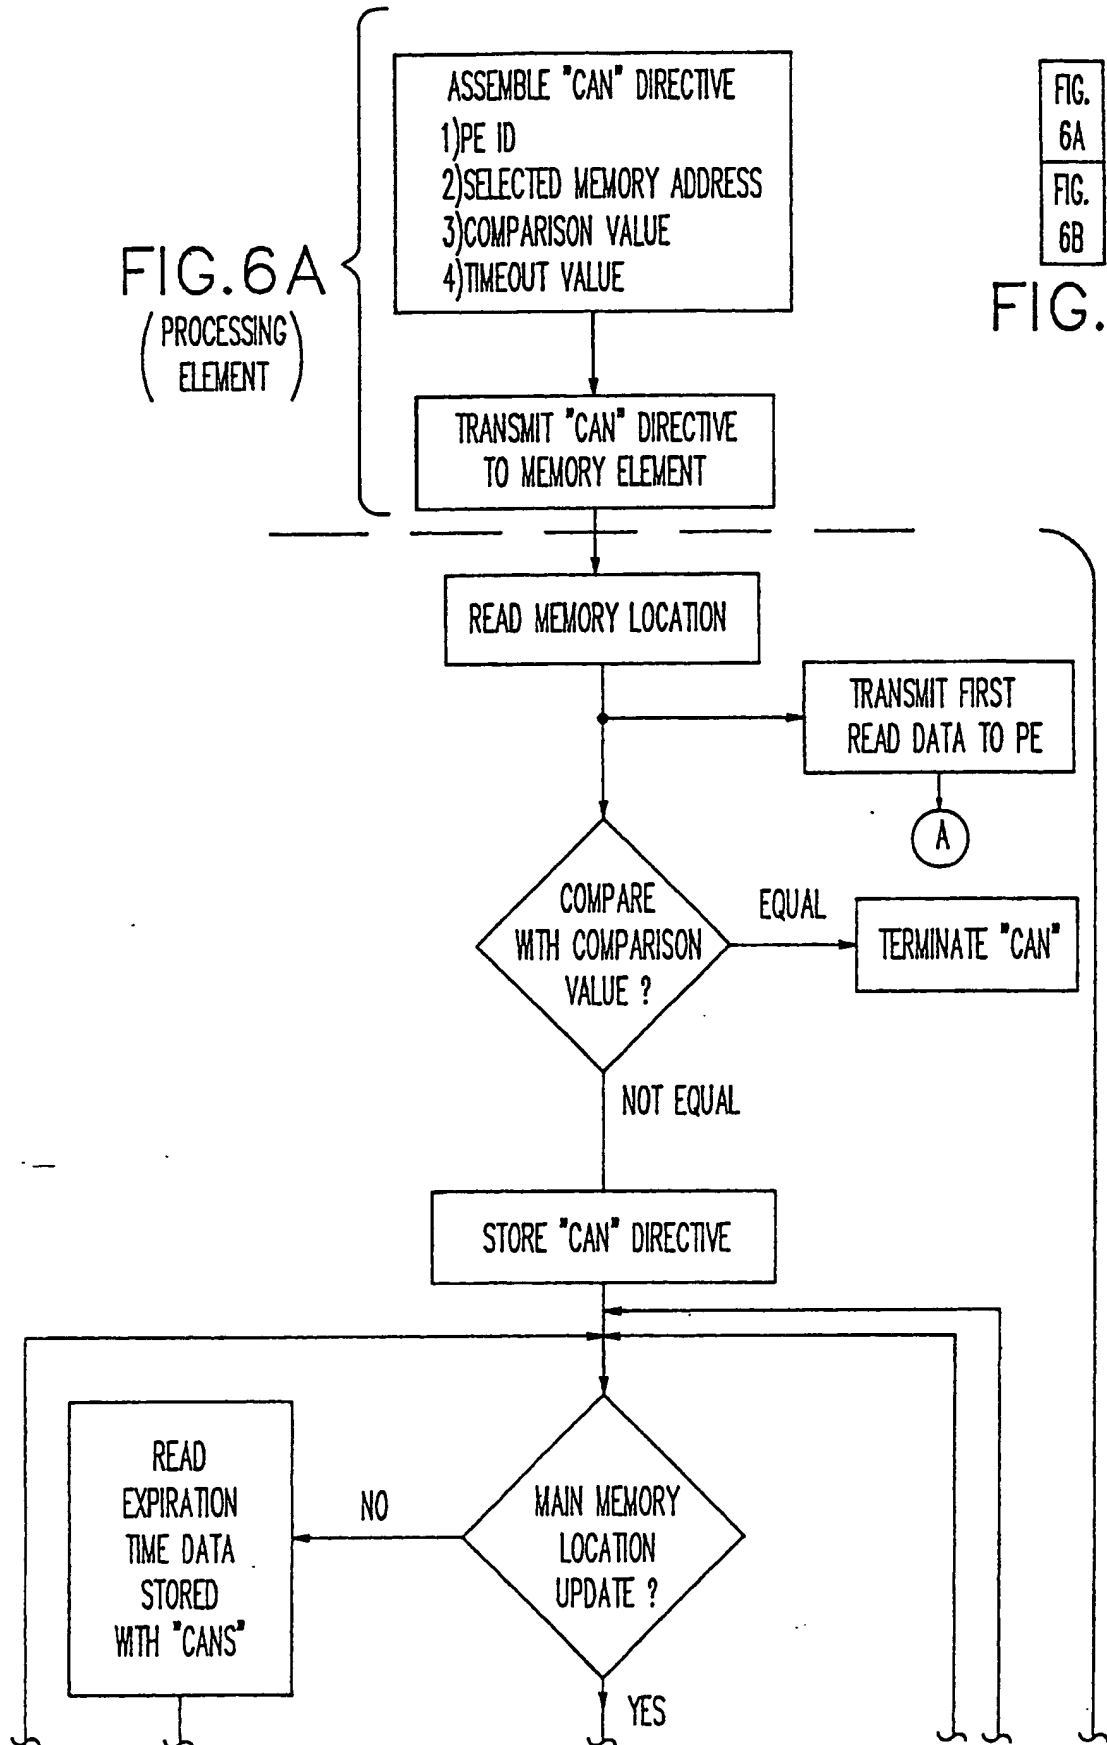 ASSEMBLE "CAN" DIRECTIVE
1)PE ID
2)SELECTED MEMORY ADDRESS
3)COMPARISON VALUE
4)TIMEOUT VALUE
FIG.
6A
FIG.
6B
FIG.
FIG.6A
(PROCESSING
ELEMENT)
TRANSMIT "CAN" DIRECTIVE
TO MEMORY ELEMENT
READ MEMORY LOCATION
TRANSMIT FIRST
READ DATA TO PE
A
COMPARE
WITH COMPARISON
VALUE ?
EQUAL
TERMINATE "CAN"
NOT EQUAL
STORE "CAN" DIRECTIVE
READ
EXPIRATION
TIME DATA
STORED
WITH "CANS"
NO
MAIN MEMORY
LOCATION
UPDATE ?
YES